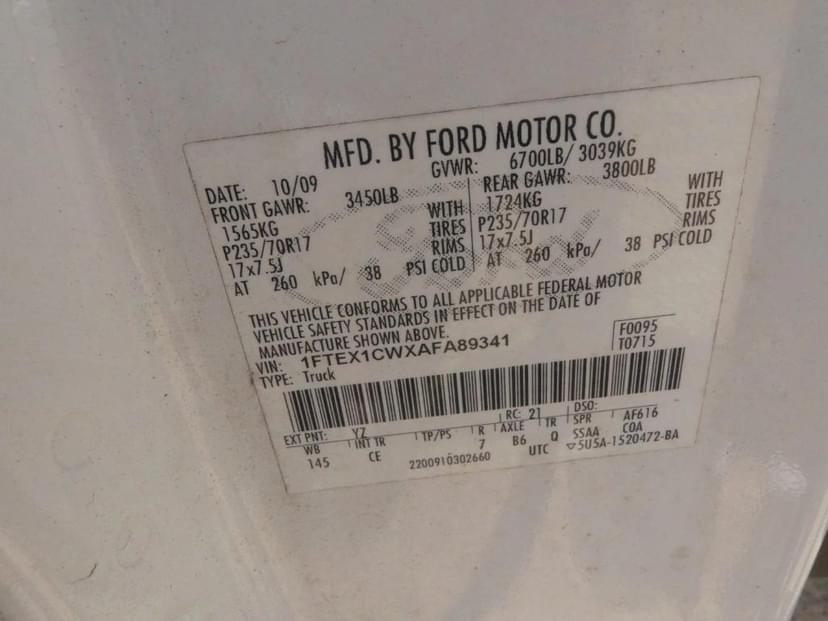 MFD. BY FORD MOTOR CO.
DATE: 10/09 GVWR: 6700LB/ 3039KG
FRONT GAWR: 3450LB REAR GAWR: 3800LB
1565KG WITH 1724KG WITH
P235/70R17 TIRES P235/70R17 TIRES
17x7.5J RIMS 17x7.5J RIMS
AT 260 kPa/ 38 PSI COLD AT 260 kPa/ 38 PSI COLD
THIS VEHICLE CONFORMS TO ALL APPLICABLE FEDERAL MOTOR
VEHICLE SAFETY STANDARDS IN EFFECT ON THE DATE OF
MANUFACTURE SHOWN ABOVE.
VIN: 1FTEX1CWXAFA89341 F0095
TYPE: Truck T0715
EXT PNT: YZ RC: 21 DSO:
WB INT TR TP/PS R AXLE TR SPR AF616
145 CE 7 B6 Q SSAA COA
2200910302660 UTC 5U5A-1520472-BA